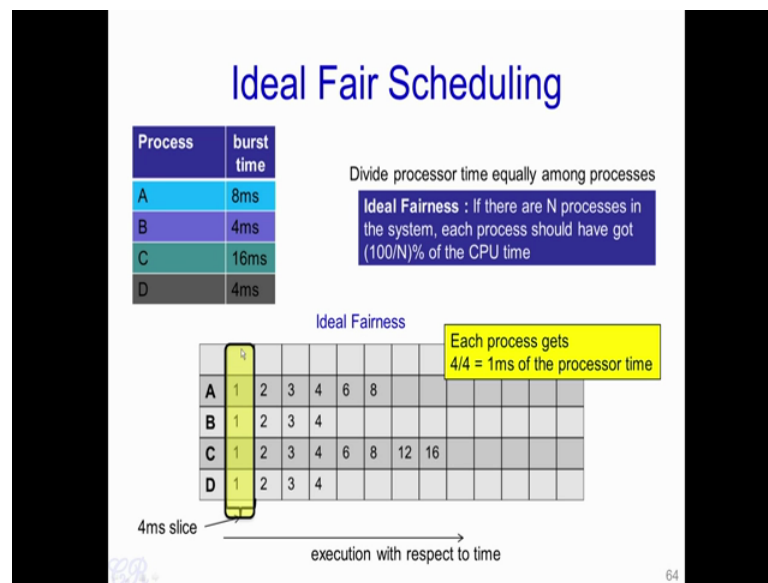 Ideal Fair Scheduling
Process burst time
A 8ms
B 4ms
C 16ms
D 4ms
Divide processor time equally among processes
Ideal Fairness : If there are N processes in
the system, each process should have got
(100/N)% of the CPU time
Ideal Fairness
Each process gets
4/4 = 1ms of the processor time
A 1 2 3 4 6 8
B 1 2 3 4
C 1 2 3 4 6 8 12 16
D 1 2 3 4
4ms slice
execution with respect to time
64